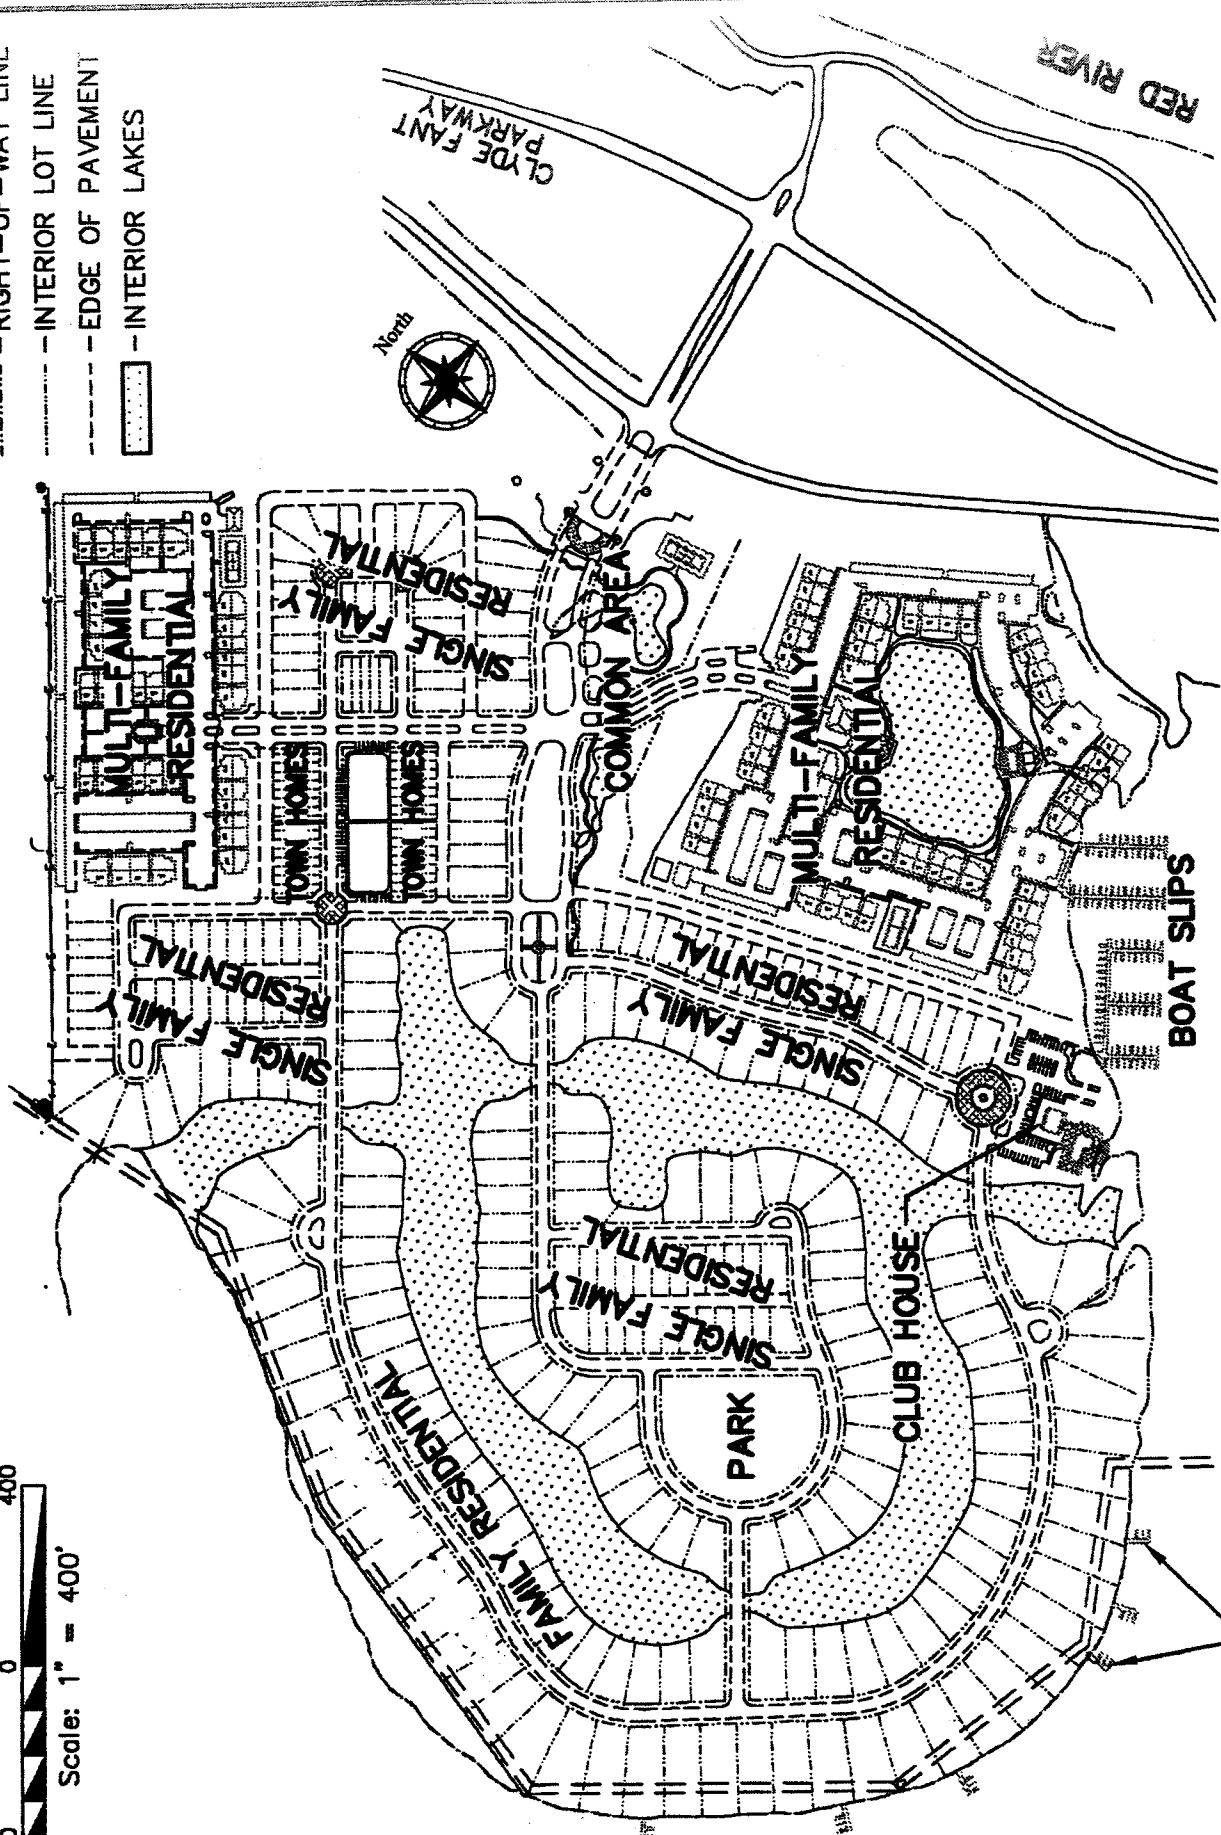 RIGHT-OF-WAY LINE
- INTERIOR LOT LINE
- EDGE OF PAVEMENT
- INTERIOR LAKES
CLYDE FANT
PARKWAY
RED RIVER
North
MULTI-FAMILY
RESIDENTIAL
SINGLE FAMILY
RESIDENTIAL
TOWN HOMES
TOWN HOMES
COMMON AREA
MULTI-FAMILY
RESIDENTIAL
BOAT SLIPS
SINGLE FAMILY
RESIDENTIAL
SINGLE FAMILY
RESIDENTIAL
SINGLE FAMILY
RESIDENTIAL
CLUB HOUSE
PARK
FAMILY RESIDENTIAL
0
400
Scale: 1" = 400'